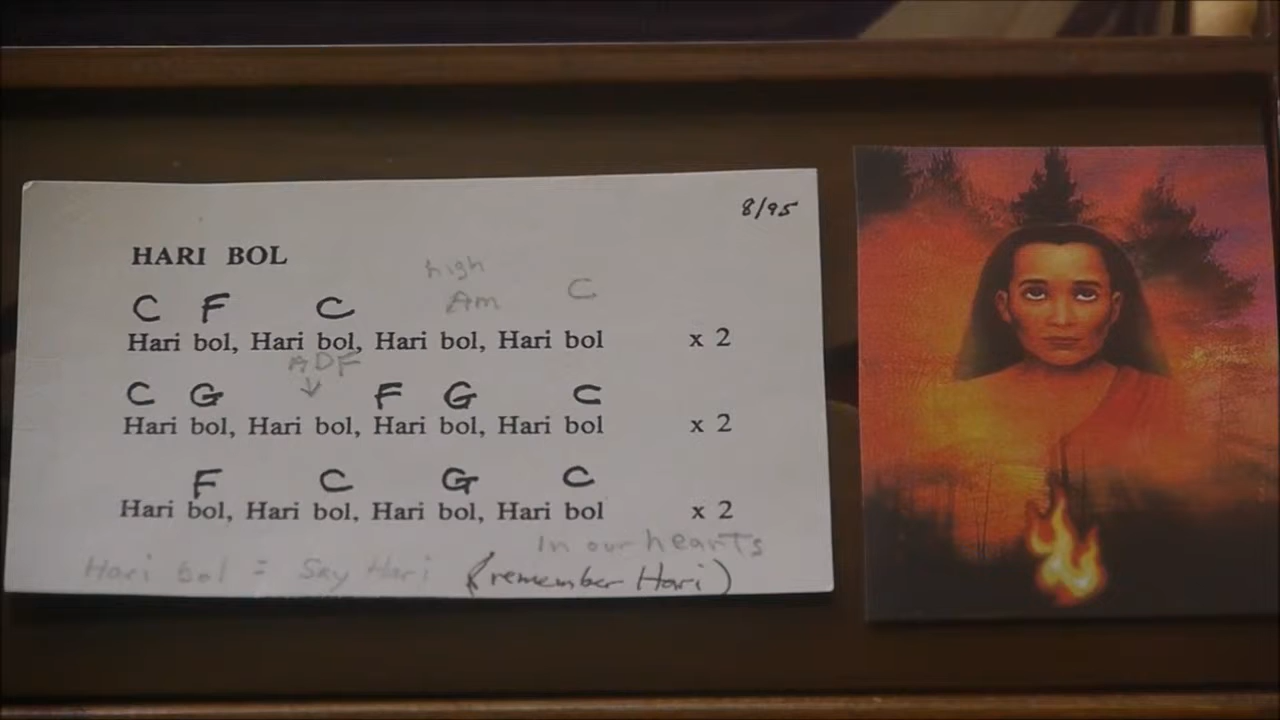 8/95
HARI BOL
high
C F C Am C
Hari bol, Hari bol, Hari bol, Hari bol x 2
ADF
C G ↓ F G C
Hari bol, Hari bol, Hari bol, Hari bol x 2
F C G C
Hari bol, Hari bol, Hari bol, Hari bol x 2
In our hearts
Hari bol = Say Hari (remember Hari)